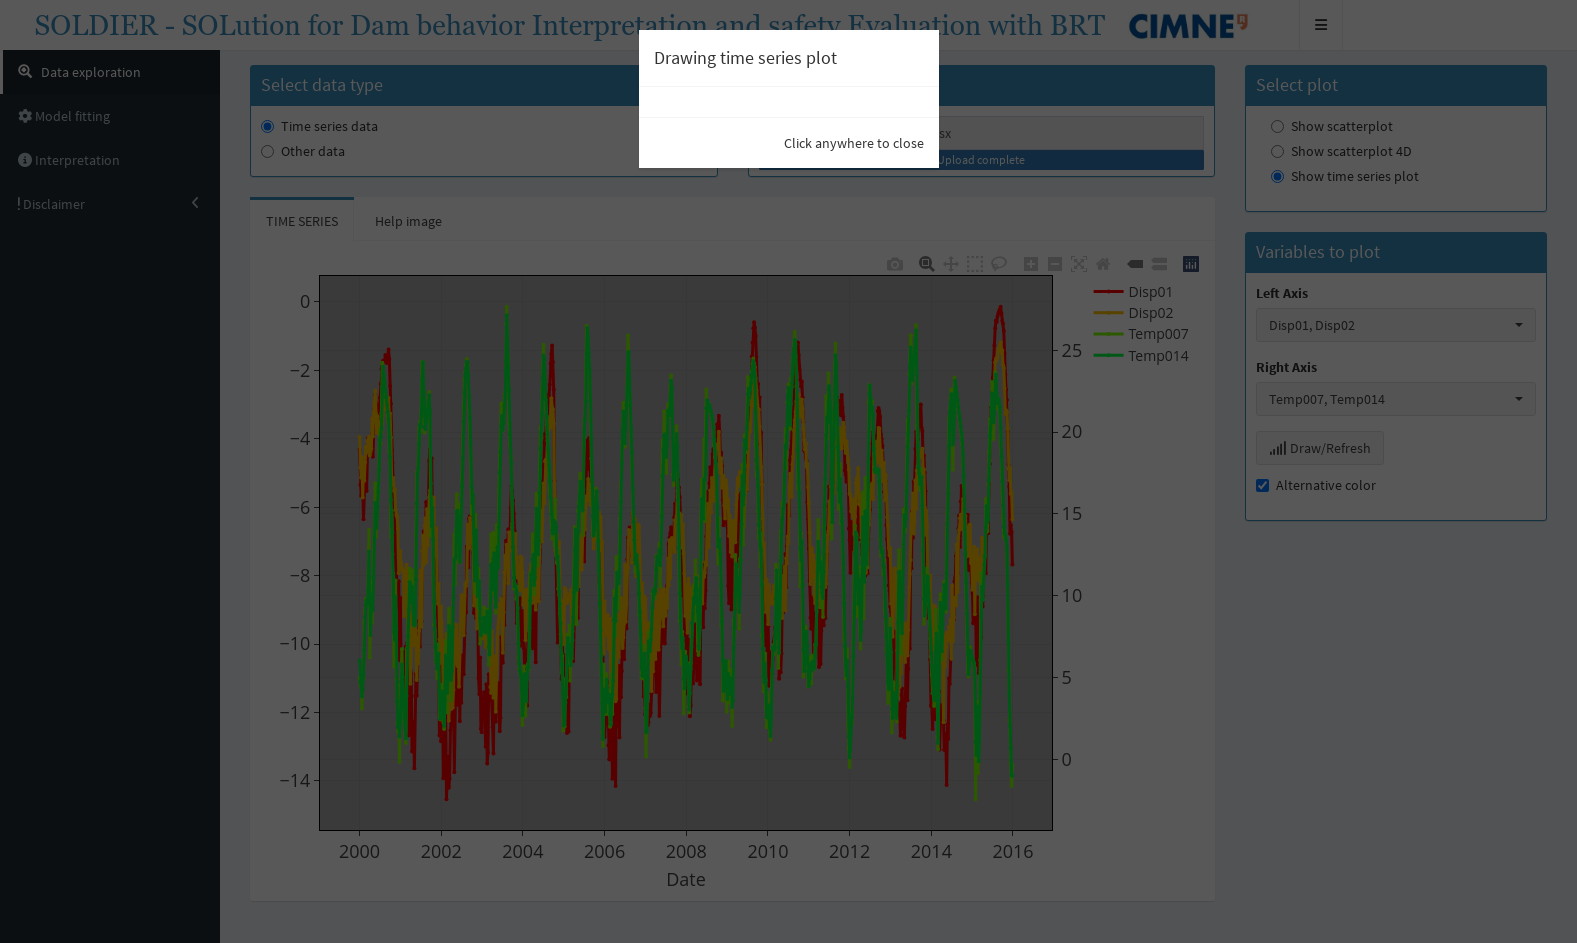 SOLDIER - SOLution for Dam behavior Interpretation and safety Evaluation with BRT
CIMNE
Data exploration
Model fitting
Interpretation
Disclaimer
Drawing time series plot
Click anywhere to close
Select data type
Time series data
Other data
sx
Upload complete
TIME SERIES
Help image
Disp01
Disp02
Temp007
Temp014
0
−2
−4
−6
−8
−10
−12
−14
25
20
15
10
5
0
2000 2002 2004 2006 2008 2010 2012 2014 2016
Date
Select plot
Show scatterplot
Show scatterplot 4D
Show time series plot
Variables to plot
Left Axis
Disp01, Disp02
Right Axis
Temp007, Temp014
Draw/Refresh
Alternative color